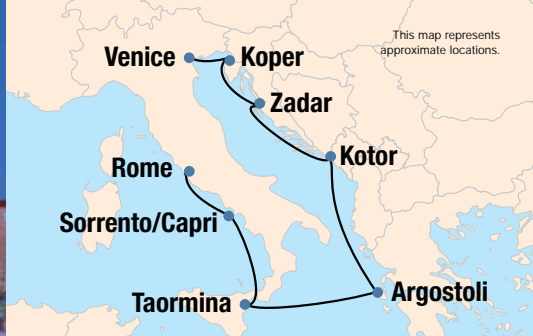 This map represents
approximate locations.
Venice
Koper
Zadar
Kotor
Rome
Sorrento/Capri
Taormina
Argostoli